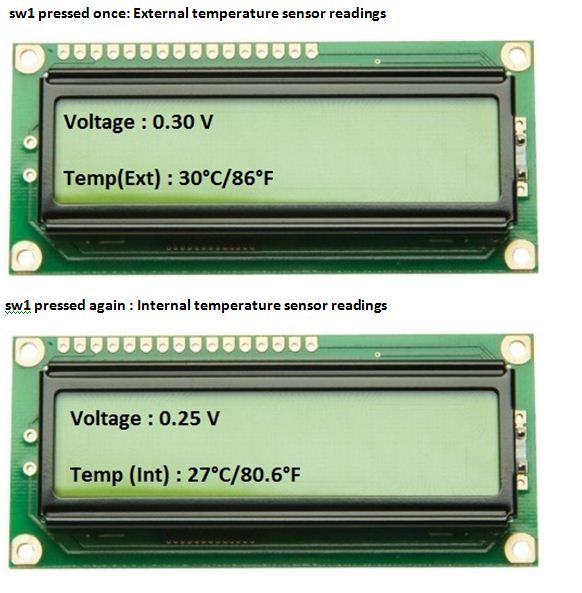 sw1 pressed once: External temperature sensor readings
Voltage : 0.30 V
Temp(Ext) : 30°C/86°F
sw1 pressed again : Internal temperature sensor readings
Voltage : 0.25 V
Temp (Int) : 27°C/80.6°F